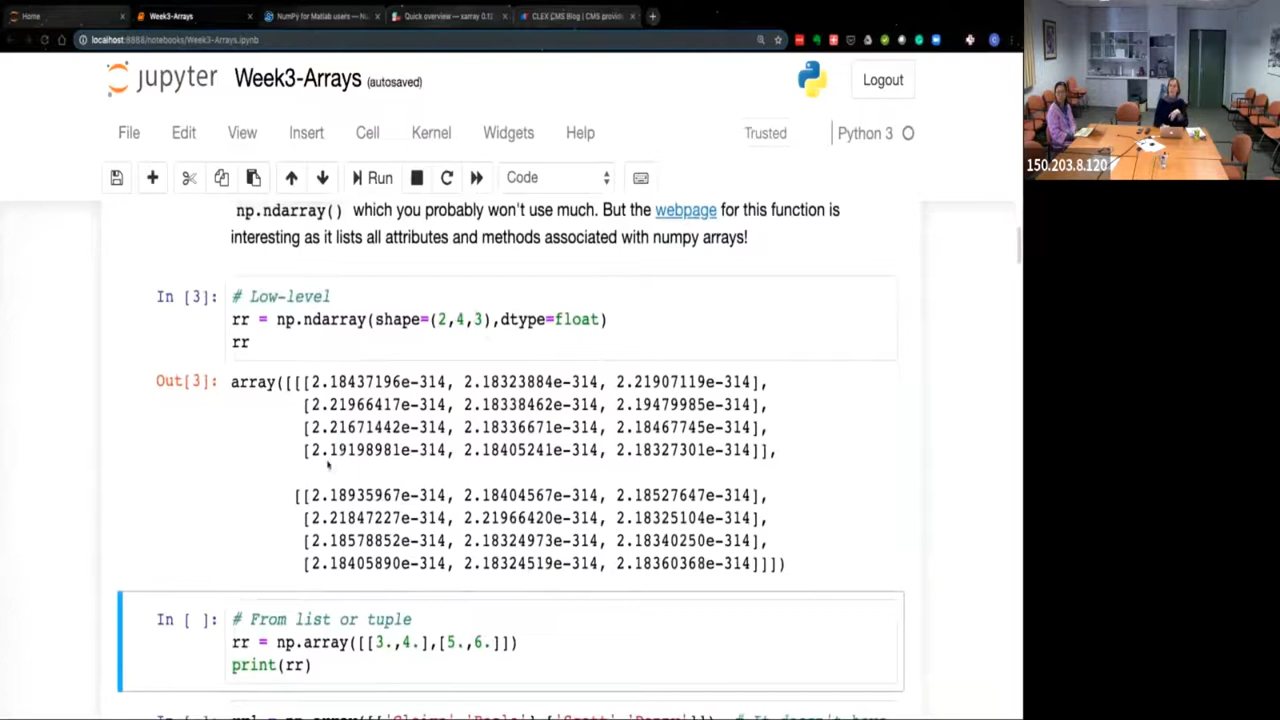 Home
Week3-Arrays
NumPy for Matlab users — Nu
Quick overview — xarray 0.12
CLEX CMS Blog | CMS provid
localhost:8888/notebooks/Week3-Arrays.ipynb
jupyter Week3-Arrays (autosaved)
Logout
File Edit View Insert Cell Kernel Widgets Help
Trusted
Python 3
Run
Code
np.ndarray() which you probably won't use much. But the webpage for this function is
interesting as it lists all attributes and methods associated with numpy arrays!
In [3]: # Low-level
rr = np.ndarray(shape=(2,4,3),dtype=float)
rr
Out[3]: array([[[2.18437196e-314, 2.18323884e-314, 2.21907119e-314],
[2.21966417e-314, 2.18338462e-314, 2.19479985e-314],
[2.21671442e-314, 2.18336671e-314, 2.18467745e-314],
[2.19198981e-314, 2.18405241e-314, 2.18327301e-314]],
[[2.18935967e-314, 2.18404567e-314, 2.18527647e-314],
[2.21847227e-314, 2.21966420e-314, 2.18325104e-314],
[2.18578852e-314, 2.18324973e-314, 2.18340250e-314],
[2.18405890e-314, 2.18324519e-314, 2.18360368e-314]]])
In [ ]: # From list or tuple
rr = np.array([[3.,4.],[5.,6.]])
print(rr)
150.203.8.120